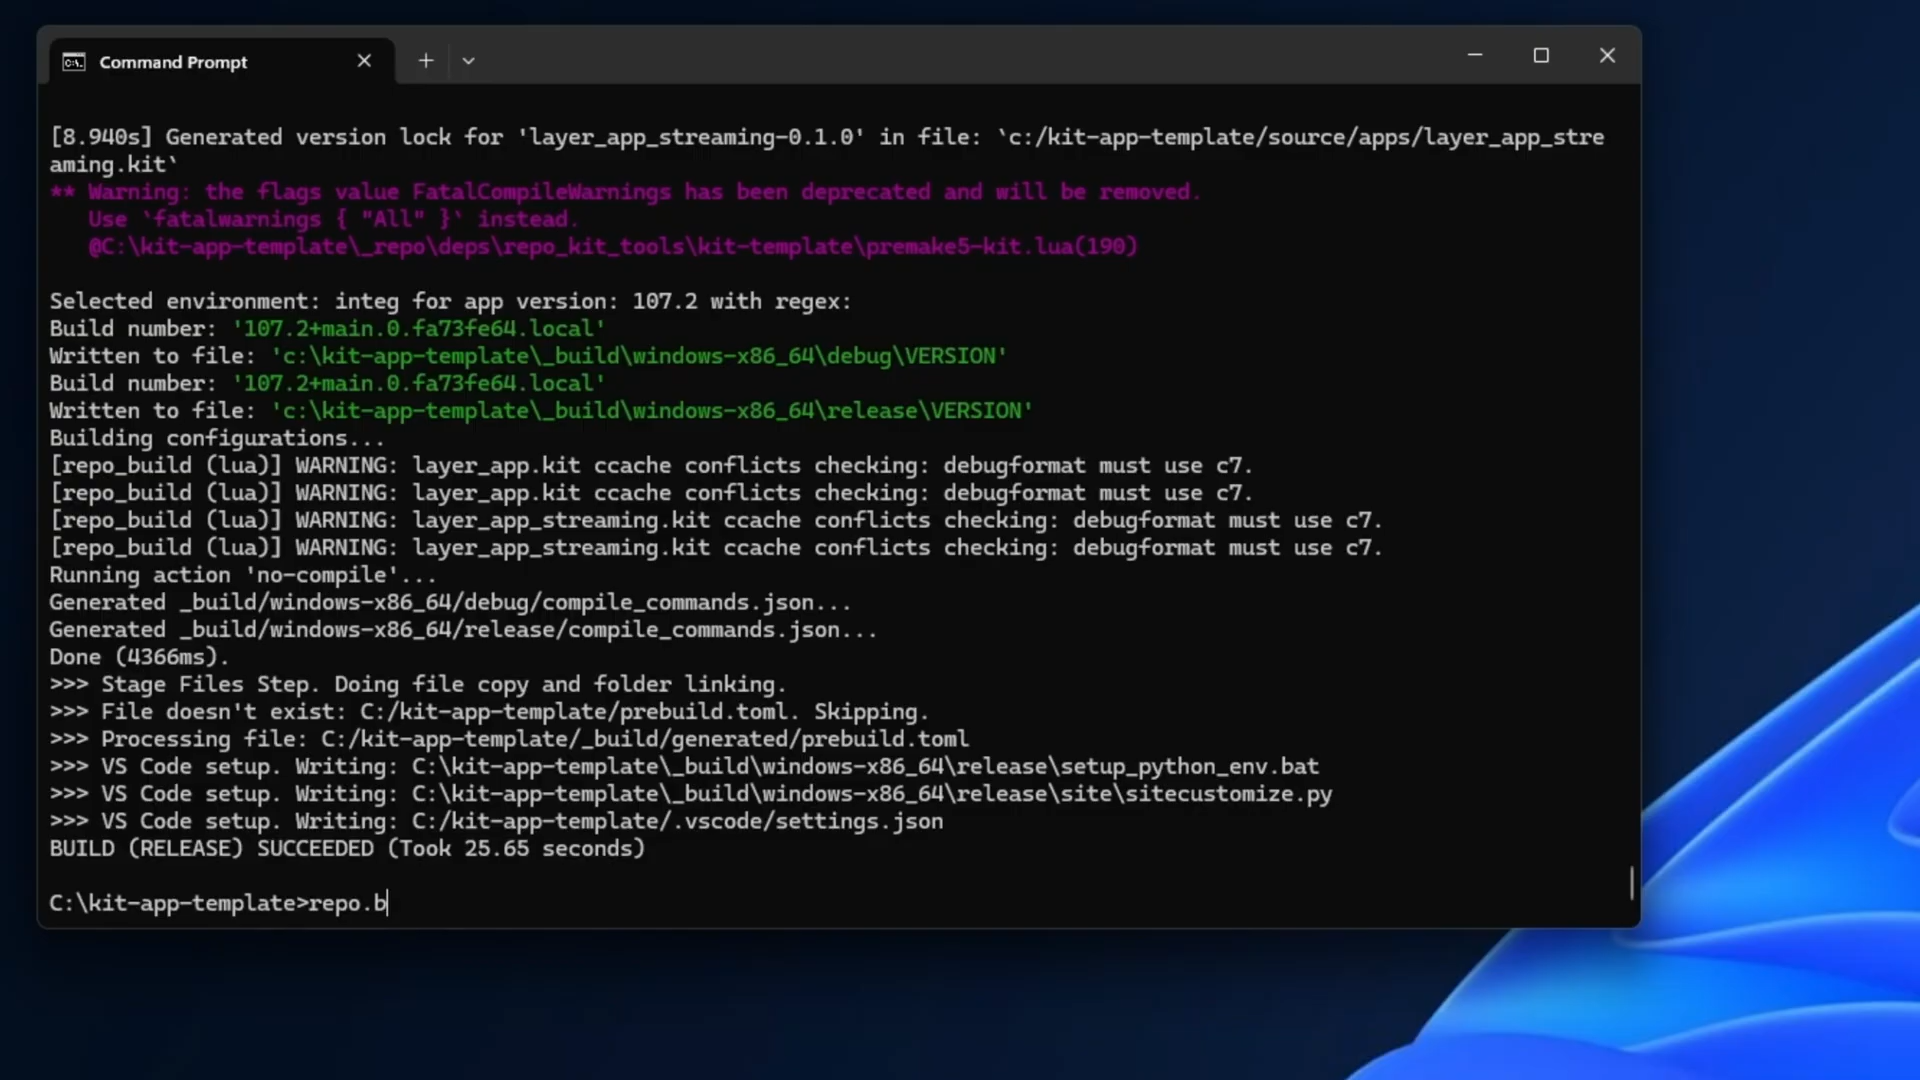 Command Prompt
[8.940s] Generated version lock for 'layer_app_streaming-0.1.0' in file: `c:/kit-app-template/source/apps/layer_app_stre
aming.kit`
** Warning: the flags value FatalCompileWarnings has been deprecated and will be removed.
Use `fatalwarnings { "All" }` instead.
@C:\kit-app-template\_repo\deps\repo_kit_tools\kit-template\premake5-kit.lua(190)
Selected environment: integ for app version: 107.2 with regex:
Build number: '107.2+main.0.fa73fe64.local'
Written to file: 'c:\kit-app-template\_build\windows-x86_64\debug\VERSION'
Build number: '107.2+main.0.fa73fe64.local'
Written to file: 'c:\kit-app-template\_build\windows-x86_64\release\VERSION'
Building configurations...
[repo_build (lua)] WARNING: layer_app.kit ccache conflicts checking: debugformat must use c7.
[repo_build (lua)] WARNING: layer_app.kit ccache conflicts checking: debugformat must use c7.
[repo_build (lua)] WARNING: layer_app_streaming.kit ccache conflicts checking: debugformat must use c7.
[repo_build (lua)] WARNING: layer_app_streaming.kit ccache conflicts checking: debugformat must use c7.
Running action 'no-compile'...
Generated _build/windows-x86_64/debug/compile_commands.json...
Generated _build/windows-x86_64/release/compile_commands.json...
Done (4366ms).
>>> Stage Files Step. Doing file copy and folder linking.
>>> File doesn't exist: C:/kit-app-template/prebuild.toml. Skipping.
>>> Processing file: C:/kit-app-template/_build/generated/prebuild.toml
>>> VS Code setup. Writing: C:\kit-app-template\_build\windows-x86_64\release\setup_python_env.bat
>>> VS Code setup. Writing: C:\kit-app-template\_build\windows-x86_64\release\site\sitecustomize.py
>>> VS Code setup. Writing: C:/kit-app-template/.vscode/settings.json
BUILD (RELEASE) SUCCEEDED (Took 25.65 seconds)
C:\kit-app-template>repo.b